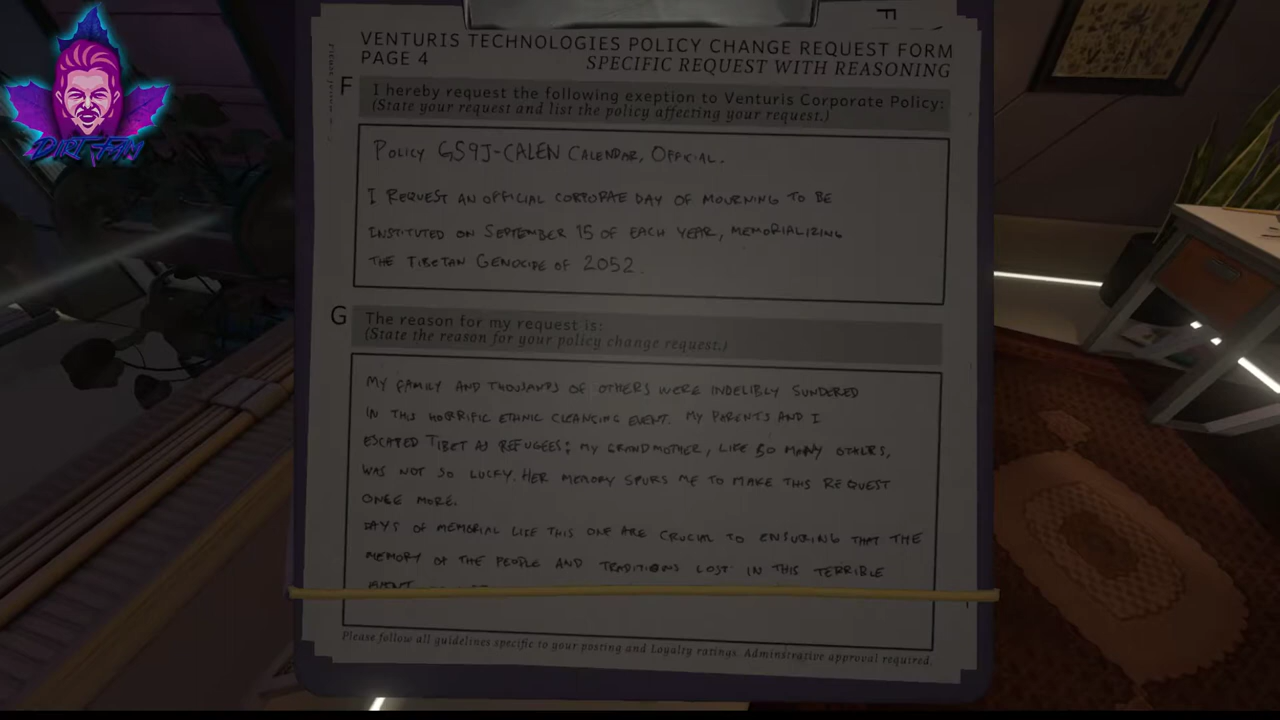 F
VENTURIS TECHNOLOGIES POLICY CHANGE REQUEST FORM
PAGE 4 SPECIFIC REQUEST WITH REASONING
F I hereby request the following exeption to Venturis Corporate Policy:
(State your request and list the policy affecting your request.)
POLICY GS9J-CALEN CALENDAR, OFFICIAL.
I REQUEST AN OFFICIAL CORPORATE DAY OF MOURNING TO BE
INSTITUTED ON SEPTEMBER 15 OF EACH YEAR, MEMORIALIZING
THE TIBETAN GENOCIDE OF 2052.
G The reason for my request is:
(State the reason for your policy change request.)
MY FAMILY AND THOUSANDS OF OTHERS WERE INDELIBLY SUNDERED
IN THIS HORRIFIC ETHNIC CLEANSING EVENT. MY PARENTS AND I
ESCAPED TIBET AS REFUGEES; MY GRANDMOTHER, LIKE SO MANY OTHERS,
WAS NOT SO LUCKY. HER MEMORY SPURS ME TO MAKE THIS REQUEST
ONCE MORE.
DAYS OF MEMORIAL LIKE THIS ONE ARE CRUCIAL TO ENSURING THAT THE
MEMORY OF THE PEOPLE AND TRADITIONS LOST IN THIS TERRIBLE
EVENT
Please follow all guidelines specific to your posting and Loyalty ratings. Adminstrative approval required.
DIRT FAM